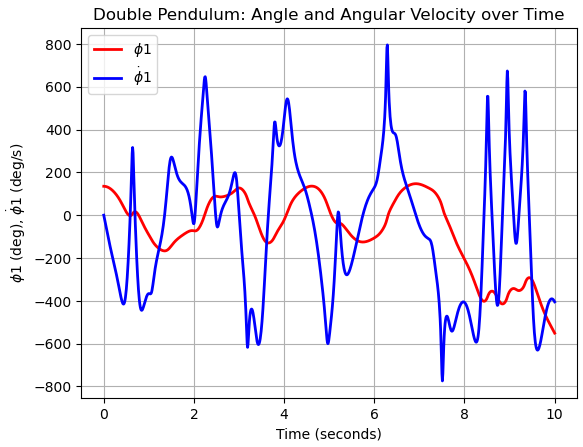 Double Pendulum: Angle and Angular Velocity over Time
ϕ1
ϕ̇1
800
600
400
200
0
−200
−400
−600
−800
ϕ1 (deg), ϕ̇1 (deg/s)
0 2 4 6 8 10
Time (seconds)